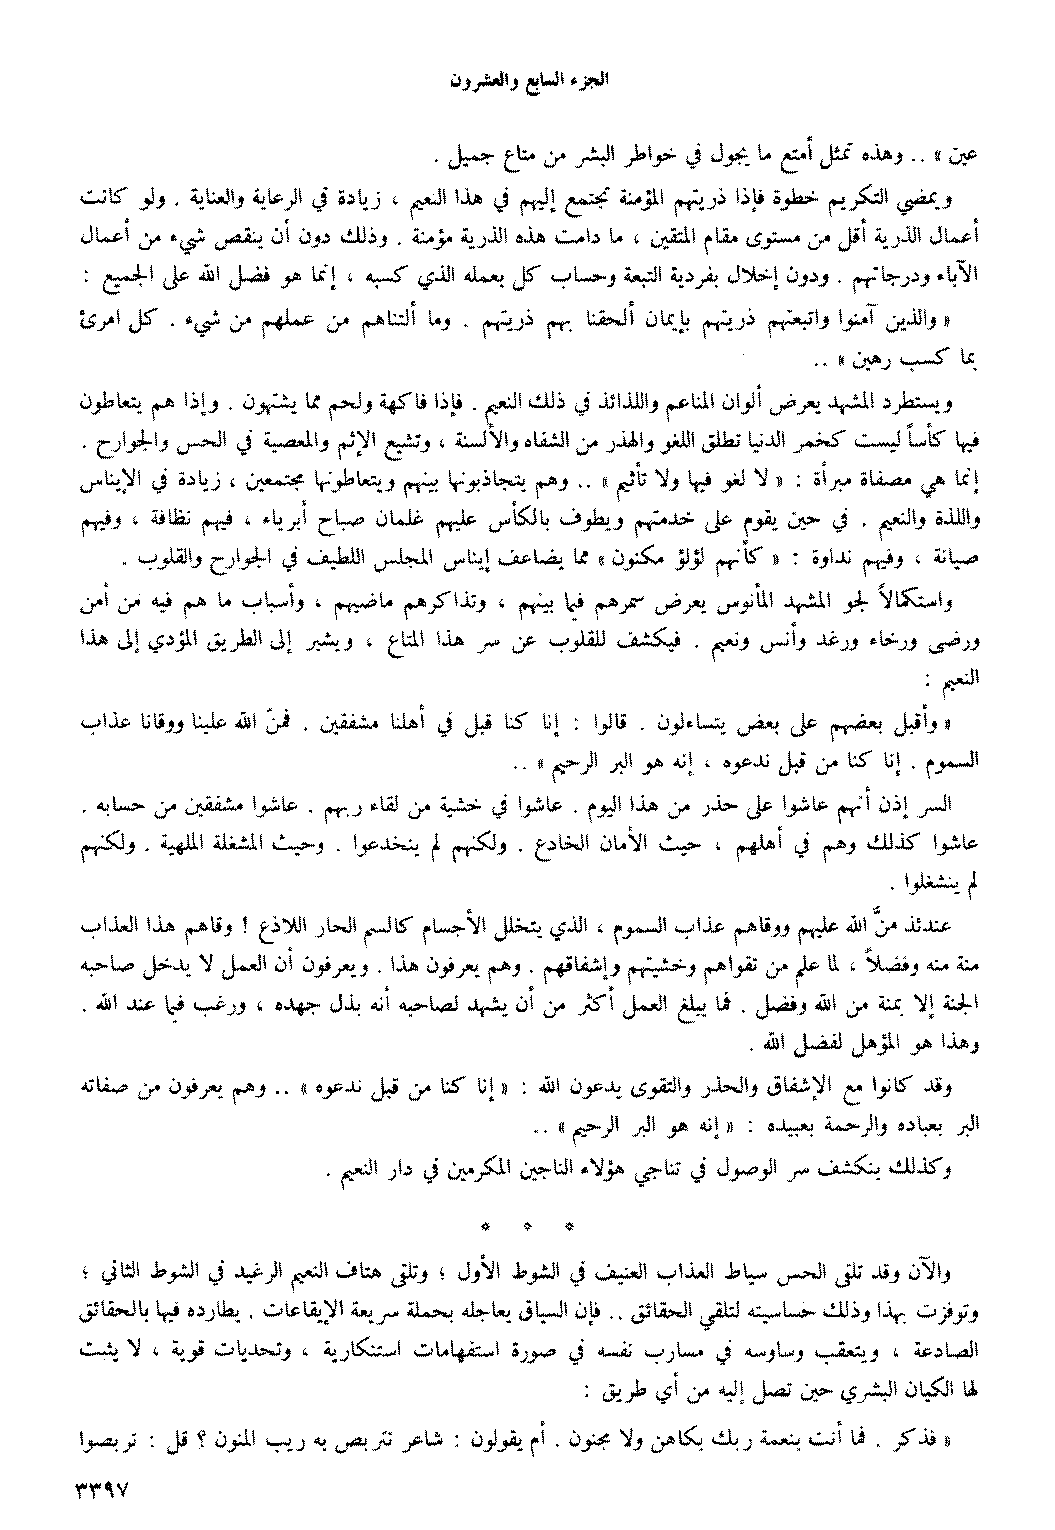 الجزء السابع والعشرون
عين » .. وهذه تمثل أمتع ما يجول في خواطر البشر من متاع جميل .
ويمضي التكريم خطوة فإذا ذريتهم المؤمنة تجتمع إليهم في هذا النعيم ، زيادة في الرعاية والعناية . ولو كانت
أعمال الذرية أقل من مستوى مقام المتقين ، ما دامت هذه الذرية مؤمنة . وذلك دون أن ينقص شيء من أعمال
الآباء ودرجاتهم . ودون إخلال بفردية التبعة وحساب كل بعمله الذي كسبه ، إنما هو فضل الله على الجميع :
« والذين آمنوا واتبعتهم ذريتهم بإيمان ألحقنا بهم ذريتهم . وما ألتناهم من عملهم من شيء . كل امرئ
بما كسب رهين » ..
ويستطرد المشهد يعرض ألوان المناعم واللذائذ في ذلك النعيم . فإذا فاكهة ولحم مما يشتهون . وإذا هم يتعاطون
فيها كأساً ليست كخمر الدنيا تطلق اللغو والهذر من الشفاه والألسنة ، وتشيع الإثم والمعصية في الحس والجوارح .
إنما هي مصفاة مبرأة : « لا لغو فيها ولا تأثيم » .. وهم يتجاذبونها بينهم ويتعاطونها مجتمعين ، زيادة في الإيناس
واللذة والنعيم . في حين يقوم على خدمتهم ويطوف بالكأس عليهم غلمان صباح أبرياء ، فيهم نظافة ، وفيهم
صيانة ، وفيهم نداوة : « كأنهم لؤلؤ مكنون » مما يضاعف إيناس المجلس اللطيف في الجوارح والقلوب .
واستكمالاً لجو المشهد المأنوس يعرض سمرهم فيما بينهم ، وتذاكرهم ماضيهم ، وأسباب ما هم فيه من أمن
ورضى ورخاء ورغد وأنس ونعيم . فيكشف للقلوب عن سر هذا المتاع ، ويشير إلى الطريق المؤدي إلى هذا
النعيم :
« وأقبل بعضهم على بعض يتساءلون . قالوا : إنا كنا قبل في أهلنا مشفقين . فمنّ الله علينا ووقانا عذاب
السموم . إنا كنا من قبل ندعوه ، إنه هو البر الرحيم » ..
السر إذن أنهم عاشوا على حذر من هذا اليوم . عاشوا في خشية من لقاء ربهم . عاشوا مشفقين من حسابه .
عاشوا كذلك وهم في أهلهم ، حيث الأمان الخادع . ولكنهم لم ينخدعوا . وحيث المشغلة الملهية . ولكنهم
لم ينشغلوا .
عندئذ منَّ الله عليهم ووقاهم عذاب السموم ، الذي يتخلل الأجسام كالسم الحار اللاذع ! وقاهم هذا العذاب
منة منه وفضلاً ، لما علم من تقواهم وخشيتهم وإشفاقهم . وهم يعرفون هذا . ويعرفون أن العمل لا يدخل صاحبه
الجنة إلا بمنة من الله وفضل . فما يبلغ العمل أكثر من أن يشهد لصاحبه أنه بذل جهده ، ورغب فيما عند الله .
وهذا هو المؤهل لفضل الله .
وقد كانوا مع الإشفاق والحذر والتقوى يدعون الله : « إنا كنا من قبل ندعوه » .. وهم يعرفون من صفاته
البر بعباده والرحمة بعبيده : « إنه هو البر الرحيم » ..
وكذلك ينكشف سر الوصول في تناجي هؤلاء الناجين المكرمين في دار النعيم .
* * *
والآن وقد تلقى الحس سياط العذاب العنيف في الشوط الأول ؛ وتلقى هتاف النعيم الرغيد في الشوط الثاني ؛
وتوفزت بهذا وذلك حساسيته لتلقي الحقائق .. فإن السياق يعاجله بحملة سريعة الإيقاعات . يطارده فيها بالحقائق
الصادعة ، ويتعقب وساوسه في مسارب نفسه في صورة استفهامات استنكارية ، وتحديات قوية ، لا يثبت
لها الكيان البشري حين تصل إليه من أي طريق :
« فذكر . فما أنت بنعمة ربك بكاهن ولا مجنون . أم يقولون : شاعر نتربص به ريب المنون ؟ قل : تربصوا
٣٣٩٧